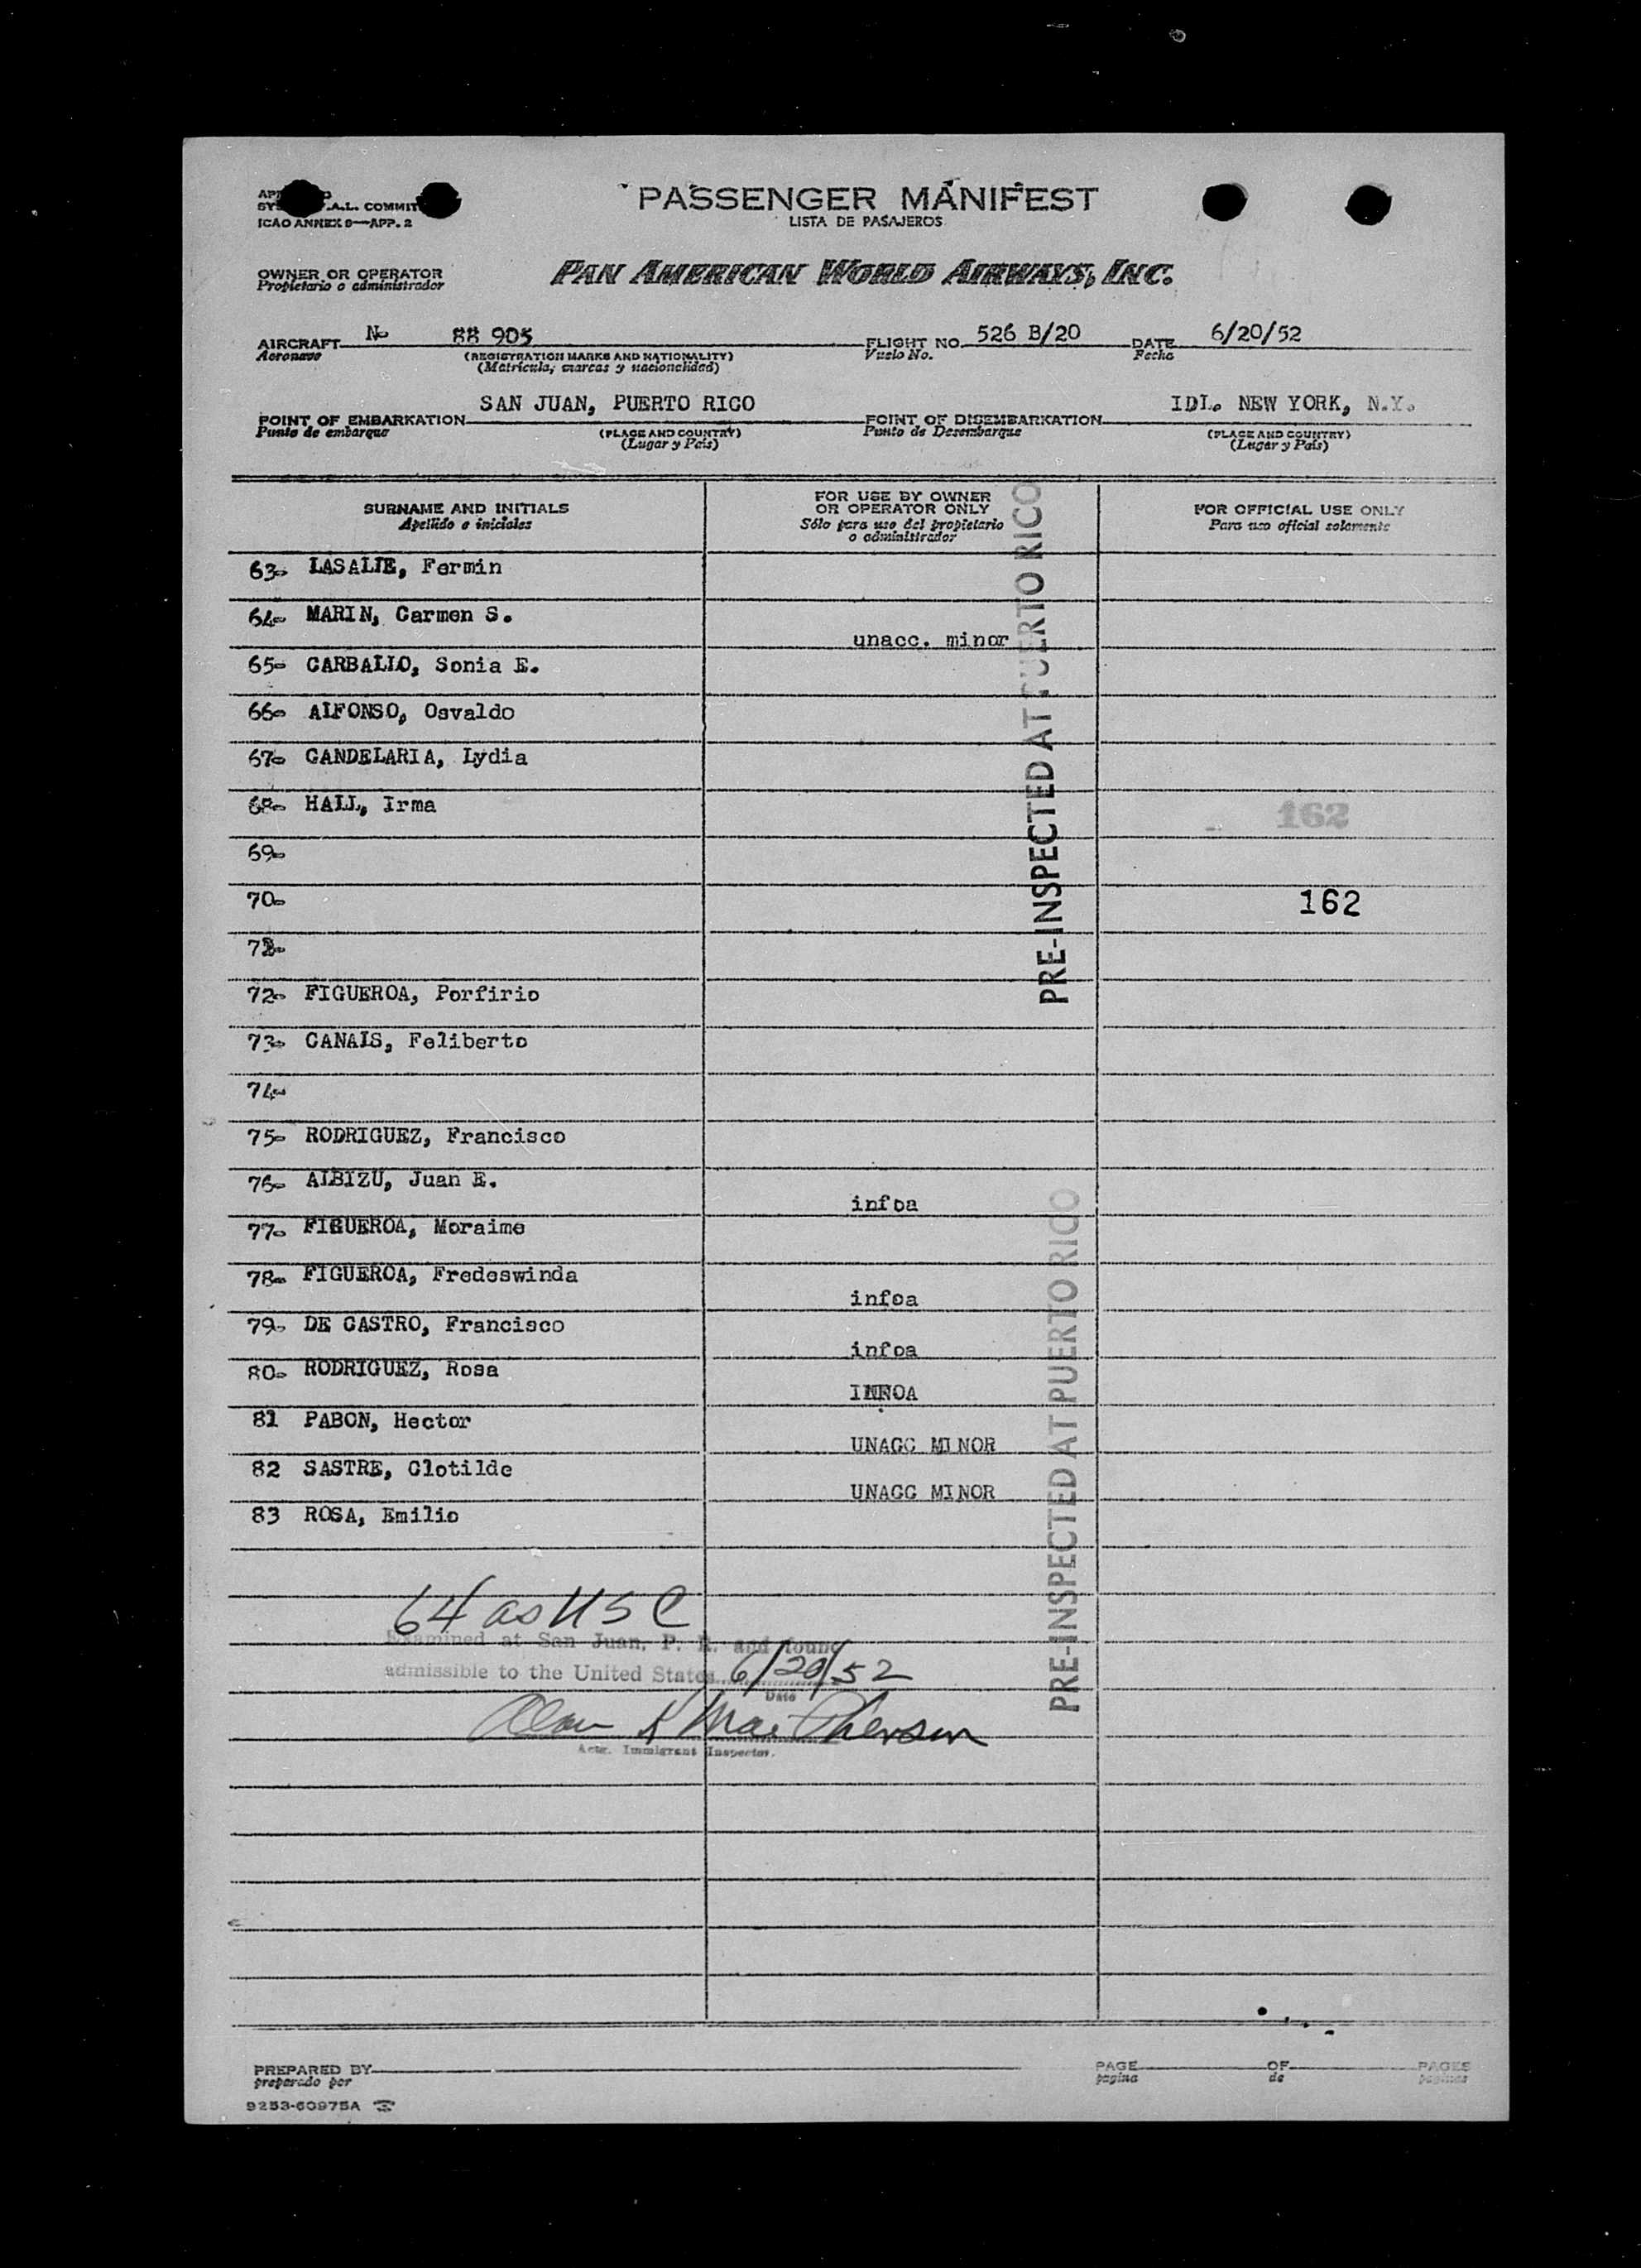 PASSENGER MANIFEST
LISTA DE PASAJEROS
A.L. COMMIT
ICAO ANNEX 9—APP. 2
OWNER OR OPERATOR
Propietario o administrador
PAN AMERICAN WORLD AIRWAYS, INC.
AIRCRAFT No 88 905 FLIGHT NO. 526 B/20 DATE 6/20/52
Aeronave (REGISTRATION MARKS AND NATIONALITY) Vuelo No. Fecha
(Matrícula, marcas y nacionalidad)
POINT OF EMBARKATION SAN JUAN, PUERTO RICO POINT OF DISEMBARKATION IDL. NEW YORK, N.Y.
Punto de embarque (PLACE AND COUNTRY) Punto de Desembarque (PLACE AND COUNTRY)
(Lugar y País) (Lugar y País)
SURNAME AND INITIALS FOR USE BY OWNER OR OPERATOR ONLY FOR OFFICIAL USE ONLY
Apellido e iniciales Sólo para uso del propietario o administrador Para uso oficial solamente
63- LASALLE, Fermin
64- MARIN, Carmen S.
unacc. minor
65- CARBALLO, Sonia E.
66- ALFONSO, Osvaldo
67- CANDELARIA, Lydia
68- HALL, Irma
162
69-
70- 162
71-
72- FIGUEROA, Porfirio
73- CANALS, Feliberto
74-
75- RODRIGUEZ, Francisco
76- ALBIZU, Juan E.
infoa
77- FIGUEROA, Moraime
78- FIGUEROA, Fredeswinda
infoa
79- DE CASTRO, Francisco
infoa
80- RODRIGUEZ, Rosa
INFOA
81 PABON, Hector
UNACC MINOR
82 SASTRE, Clotilde
UNACC MINOR
83 ROSA, Emilio
PRE-INSPECTED AT PUERTO RICO
PRE-INSPECTED AT PUERTO RICO
64 as USC
Examined at San Juan, P. R. and found
admissible to the United States 6/20/52
Date
Actg. Immigrant Inspector.
PREPARED BY PAGE OF PAGES
preparado por pagina de paginas
9253-60975A